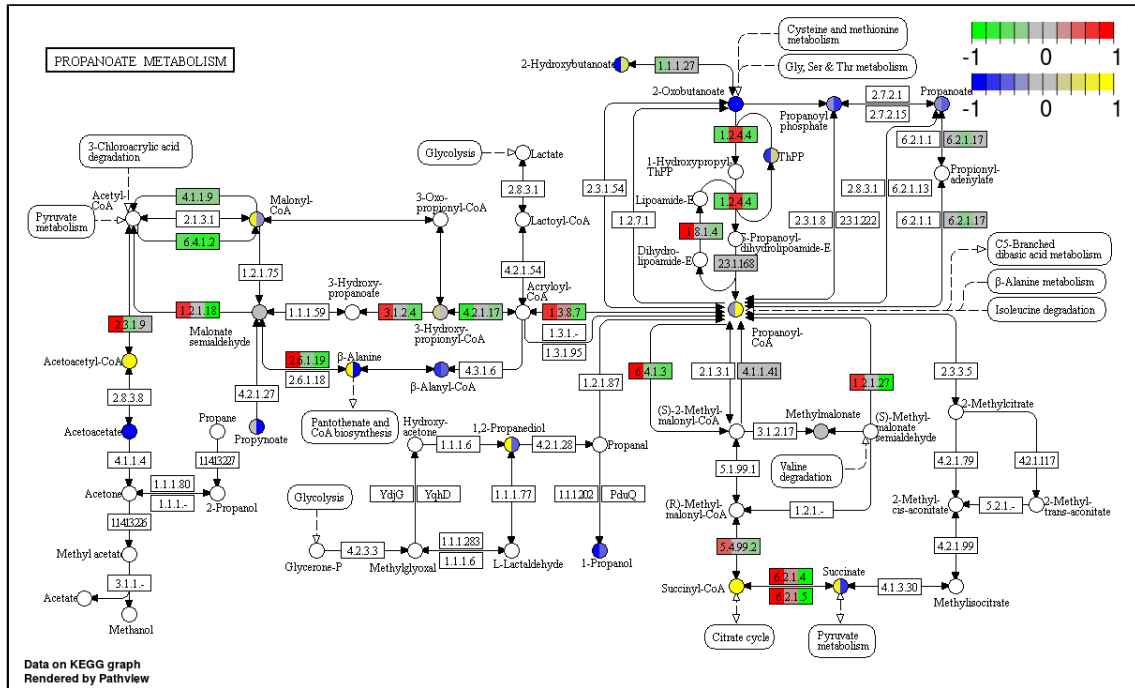 PROPANOATE METABOLISM
Cysteine and methionine
metabolism
Gly, Ser & Thr metabolism
-1 0 1
-1 0 1
2-Hydroxybutanoate
1.1.1.27
2-Oxobutanoate
Propanoyl
phosphate
2.7.2.1
2.7.2.15
Propanoate
3-Chloroacrylic acid
degradation
Glycolysis
Lactate
1.2.4.4
ThPP
6.2.1.1
6.2.1.17
Acetyl-
CoA
4.1.1.9
Malonyl-
CoA
2.1.3.1
6.4.1.2
Pyruvate
metabolism
3-Oxo-
propionyl-CoA
2.8.3.1
Lactoyl-CoA
2.3.1.54
1.2.7.1
1-Hydroxypropyl-
ThPP
Lipoamide-E
1.2.4.4
1.8.1.4
Dihydro-
lipoamide-E
S-Propanoyl-
dihydrolipoamide-E
2.3.1.168
2.3.1.8
2.3.1.222
2.8.3.1
6.2.1.13
Propionyl-
adenylate
6.2.1.1
6.2.1.17
C5-Branched
dibasic acid metabolism
β-Alanine metabolism
Isoleucine degradation
1.2.1.75
4.2.1.54
3-Hydroxy-
propanoate
Acryloyl-
CoA
2.3.1.9
1.2.1.18
Malonate
semialdehyde
1.1.1.59
3.1.2.4
3-Hydroxy-
propionyl-CoA
4.2.1.17
1.3.8.7
1.3.1.-
1.3.1.95
Propanoyl-
CoA
Acetoacetyl-CoA
2.6.1.19
2.6.1.18
β-Alanine
β-Alanyl-CoA
4.3.1.6
1.2.1.87
6.4.1.3
2.1.3.1
4.1.1.41
1.2.1.27
2.3.3.5
2.8.3.8
4.2.1.27
Propane
Propynoate
Pantothenate and
CoA biosynthesis
Hydroxy-
acetone
1,2-Propanediol
(S)-2-Methyl-
malonyl-CoA
Methylmalonate
3.1.2.17
(S)-Methyl-
malonate
semialdehyde
2-Methylcitrate
Acetoacetate
1.14.13.227
1.1.1.6
4.2.1.28
Propanal
5.1.99.1
Valine
degradation
4.2.1.79
4.2.1.117
4.1.1.4
Acetone
1.1.1.80
1.1.1.-
2-Propanol
Glycolysis
YdjG
YqhD
1.1.1.77
1.1.1.202
PduQ
(R)-Methyl-
malonyl-CoA
1.2.1.-
2-Methyl-
cis-aconitate
5.2.1.-
2-Methyl-
trans-aconitate
1.14.13.226
Methyl acetate
Glycerone-P
4.2.3.3
Methylglyoxal
1.1.1.283
1.1.1.6
L-Lactaldehyde
1-Propanol
5.4.99.2
4.2.1.99
3.1.1.-
Acetate
Methanol
Succinyl-CoA
6.2.1.4
6.2.1.5
Succinate
4.1.3.30
Methylisocitrate
Citrate cycle
Pyruvate
metabolism
Data on KEGG graph
Rendered by Pathview